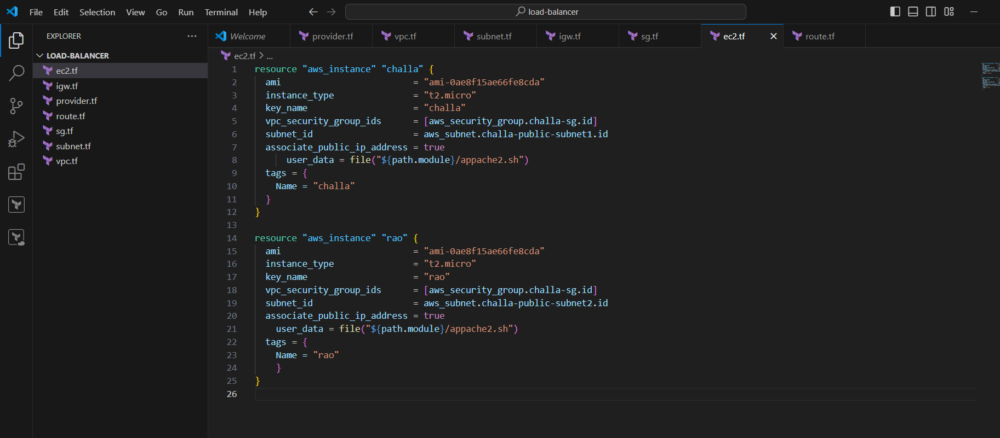 File Edit Selection View Go Run Terminal Help
load-balancer
EXPLORER
Welcome
provider.tf
vpc.tf
subnet.tf
igw.tf
sg.tf
ec2.tf
route.tf
LOAD-BALANCER
ec2.tf
igw.tf
provider.tf
route.tf
sg.tf
subnet.tf
vpc.tf
ec2.tf > ...
1 resource "aws_instance" "challa" {
2   ami                         = "ami-0ae8f15ae66fe8cda"
3   instance_type               = "t2.micro"
4   key_name                    = "challa"
5   vpc_security_group_ids      = [aws_security_group.challa-sg.id]
6   subnet_id                   = aws_subnet.challa-public-subnet1.id
7   associate_public_ip_address = true
8       user_data = file("${path.module}/appache2.sh")
9   tags = {
10     Name = "challa"
11   }
12 }
13
14 resource "aws_instance" "rao" {
15   ami                         = "ami-0ae8f15ae66fe8cda"
16   instance_type               = "t2.micro"
17   key_name                    = "rao"
18   vpc_security_group_ids      = [aws_security_group.challa-sg.id]
19   subnet_id                   = aws_subnet.challa-public-subnet2.id
20   associate_public_ip_address = true
21     user_data = file("${path.module}/appache2.sh")
22   tags = {
23     Name = "rao"
24     }
25 }
26